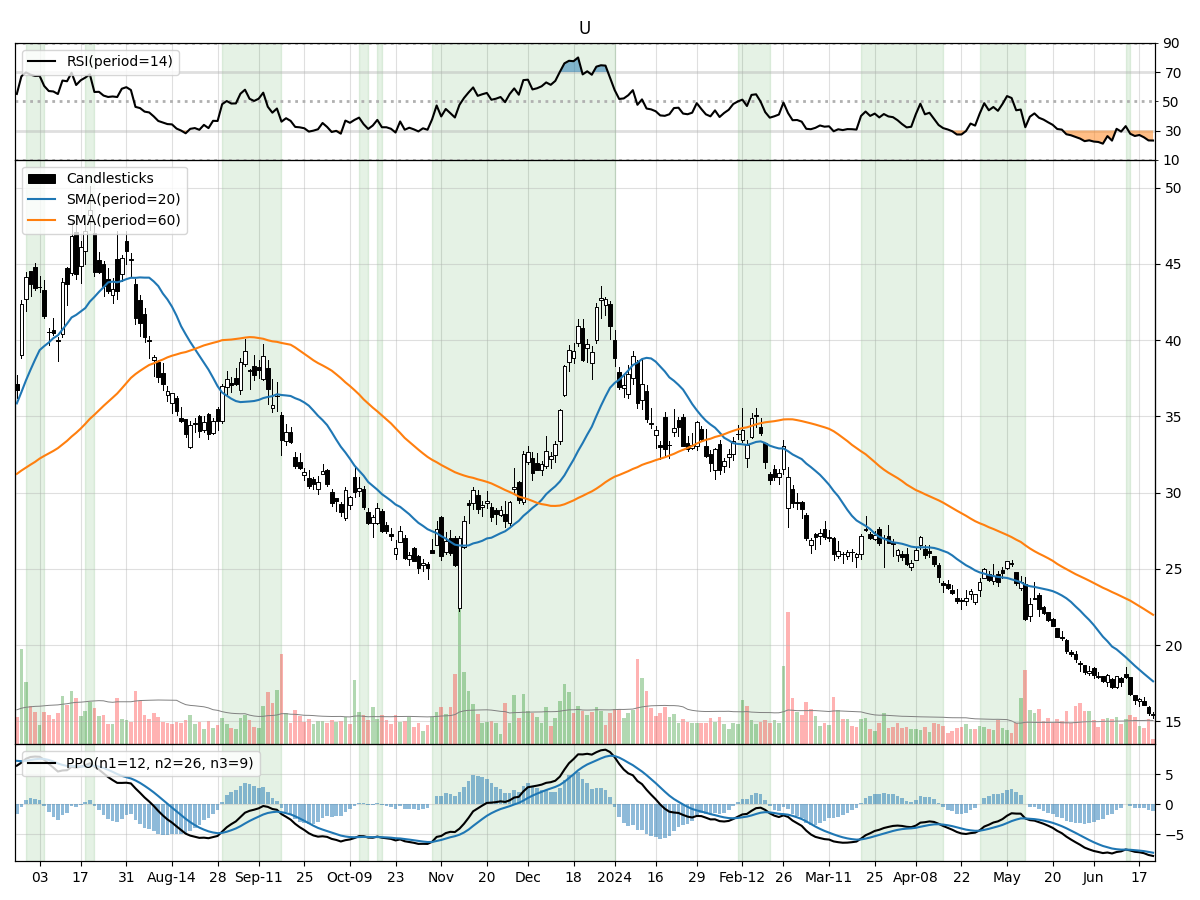 U
90
RSI(period=14)
70
50
30
10
Candlesticks
50
SMA(period=20)
SMA(period=60)
45
40
35
30
25
20
15
PPO(n1=12, n2=26, n3=9)
5
0
−5
03 17 31 Aug-14 28 Sep-11 25 Oct-09 23 Nov 20 Dec 18 2024 16 29 Feb-12 26 Mar-11 25 Apr-08 22 May 20 Jun 17